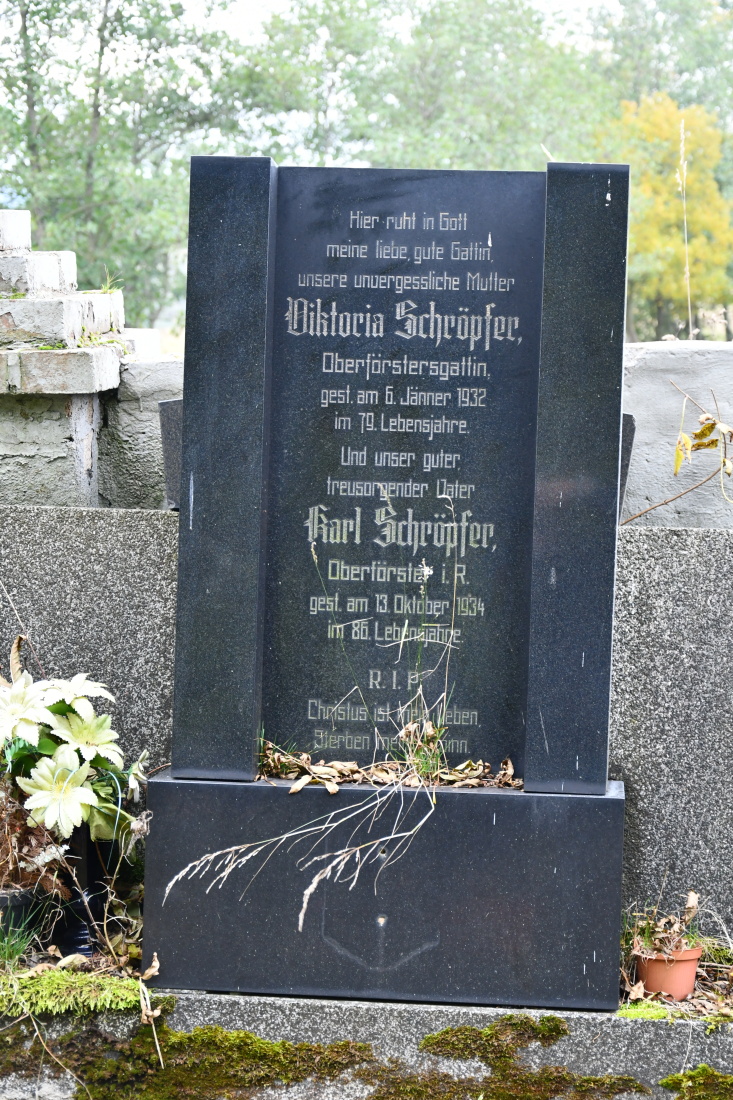 Hier ruht in Gott
meine liebe, gute Gattin,
unsere unvergessliche Mutter
Viktoria Schröpfer,
Oberförstersgattin,
gest. am 6. Jänner 1932
im 79. Lebensjahre.
Und unser guter,
treusorgender Vater
Karl Schröpfer,
Oberförster i. R.
gest. am 13. Oktober 1934
im 86. Lebensjahre.
R. I. P.
Christus ist mein Leben,
Sterben mein Gewinn.